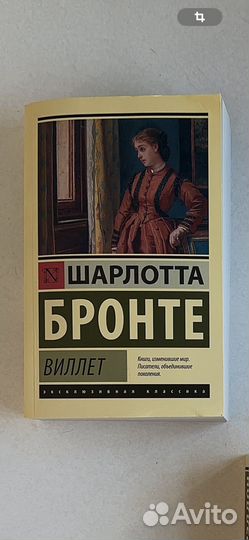 ШАРЛОТТА
БРОНТЕ
ВИЛЛЕТ
Книги, изменившие мир.
Писатели, объединившие
поколения.
ЭКСКЛЮЗИВНАЯ КЛАССИКА
Avito